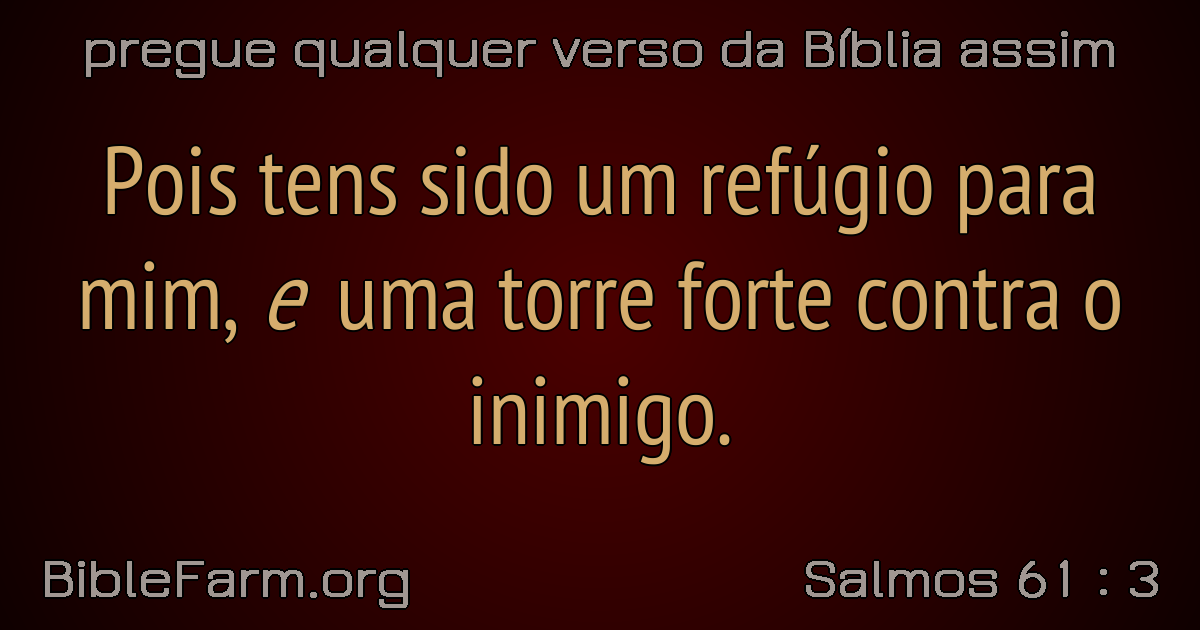 pregue qualquer verso da Bíblia assim
Pois tens sido um refúgio para
mim, e uma torre forte contra o
inimigo.
BibleFarm.org
Salmos 61 : 3